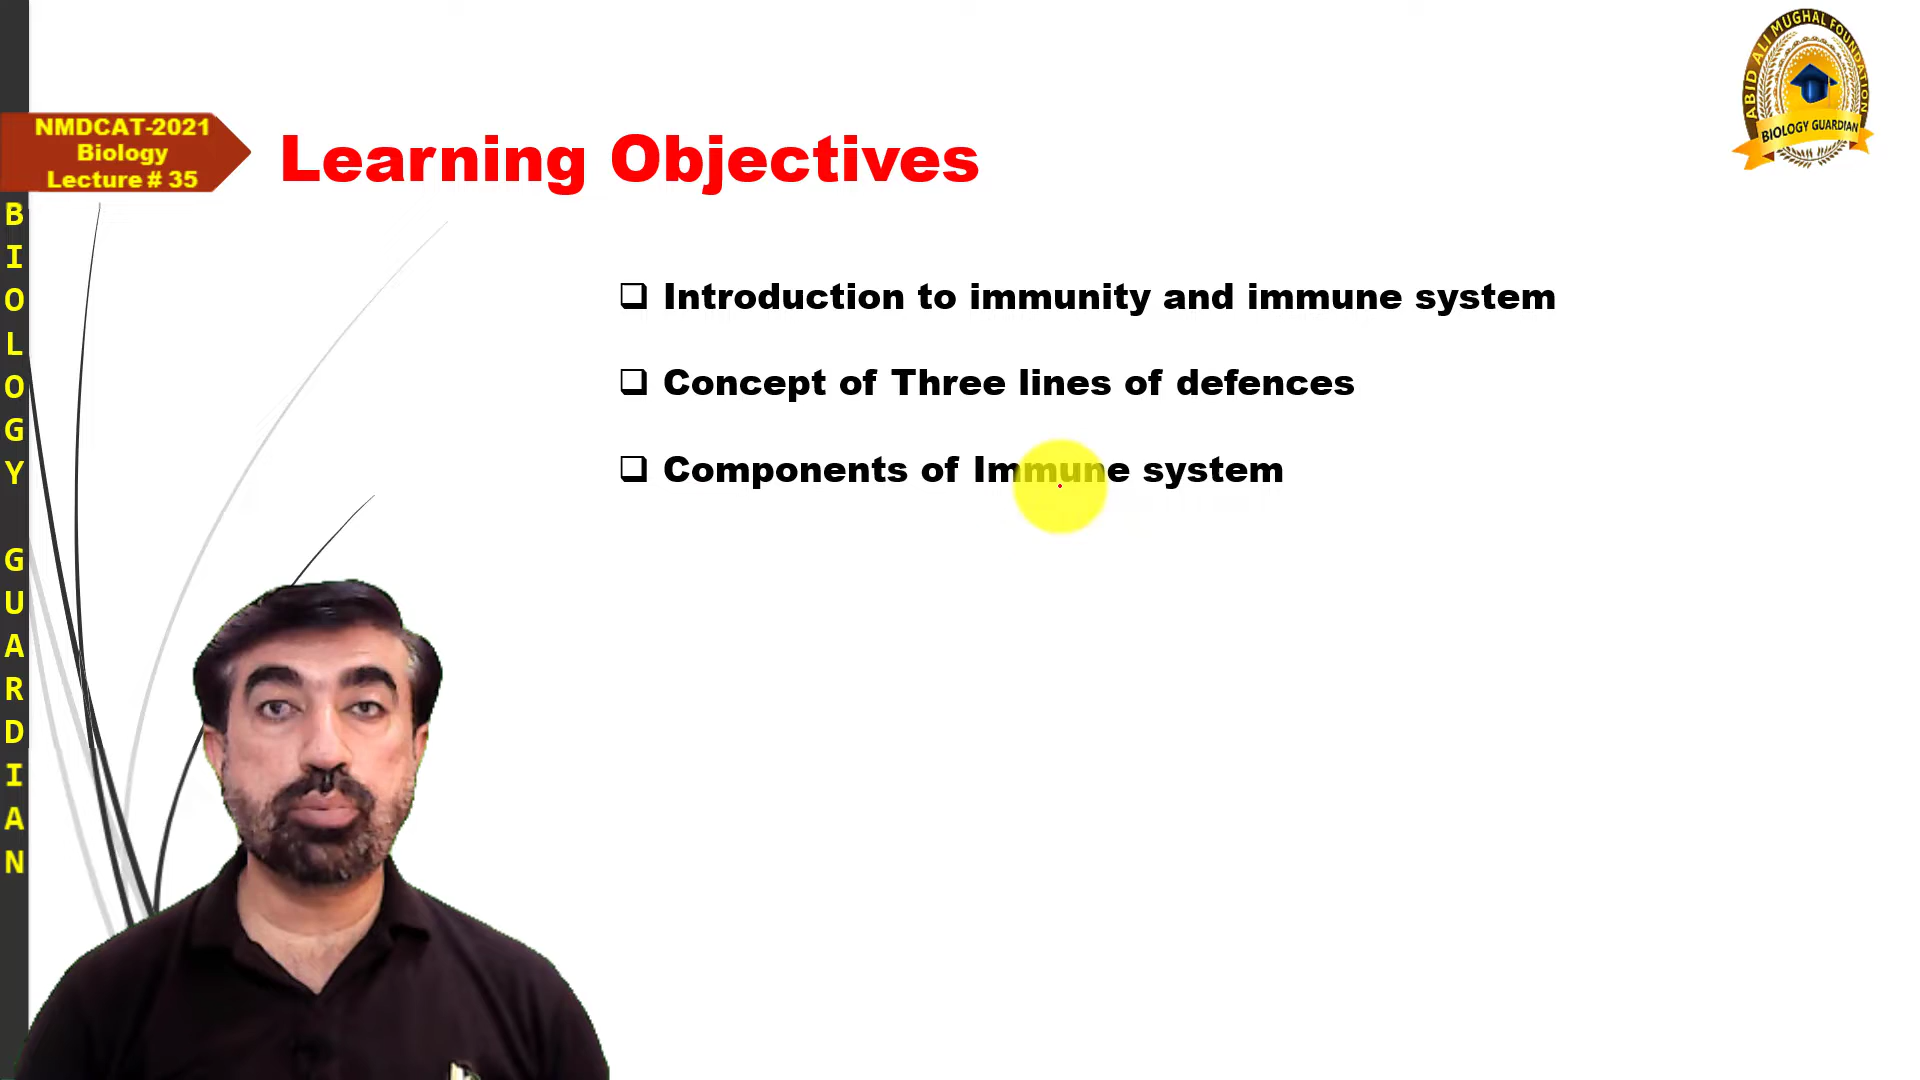 ABID ALI MUGHAL FOUNDATION
BIOLOGY GUARDIAN
NMDCAT-2021
Biology
Lecture # 35
Learning Objectives
❑ Introduction to immunity and immune system
❑ Concept of Three lines of defences
❑ Components of Immune system
BIOLOGY GUARDIAN